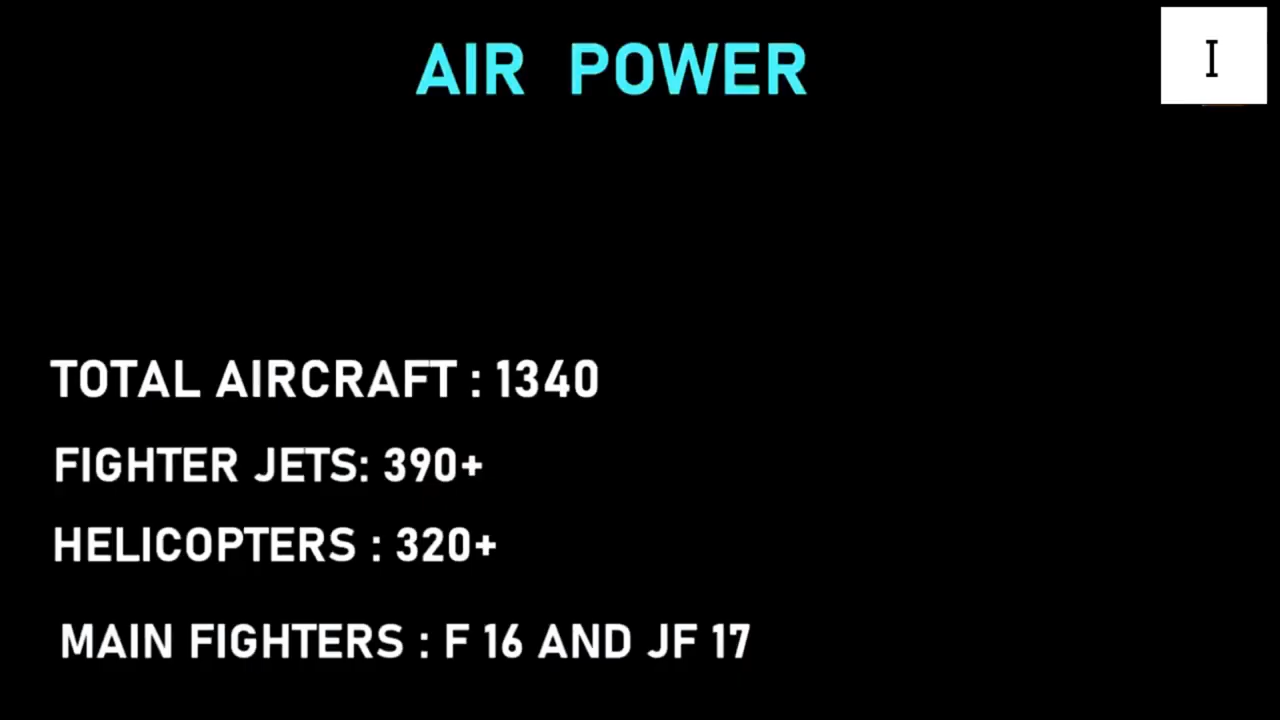 AIR POWER
I
TOTAL AIRCRAFT : 1340
FIGHTER JETS: 390+
HELICOPTERS : 320+
MAIN FIGHTERS : F 16 AND JF 17